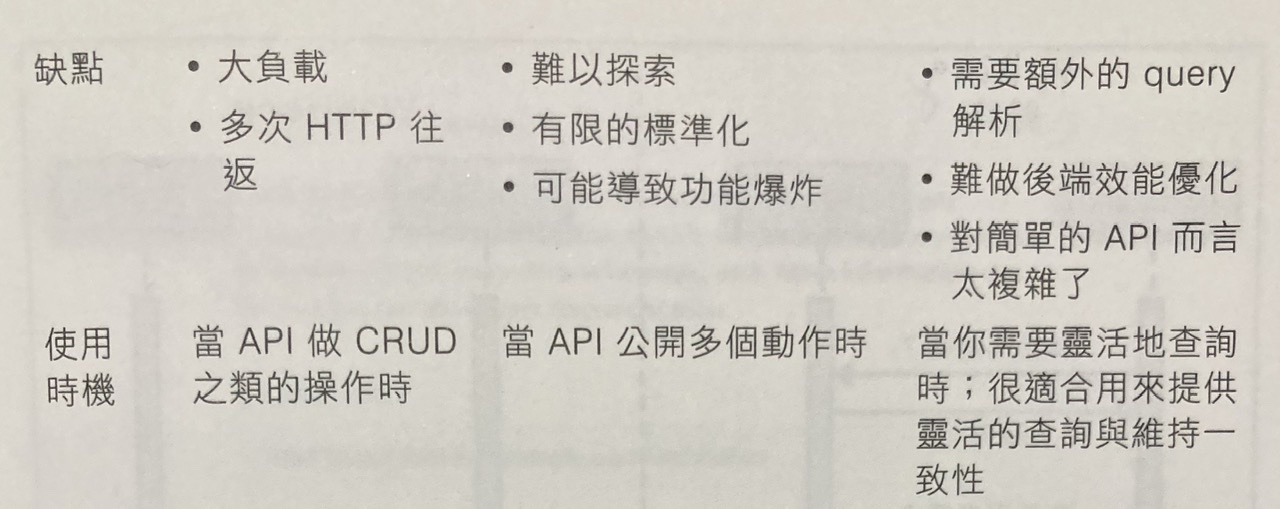 缺點
• 大負載
• 多次 HTTP 往
返
• 難以探索
• 有限的標準化
• 可能導致功能爆炸
• 需要額外的 query
解析
• 難做後端效能優化
• 對簡單的 API 而言
太複雜了
使用
時機
當 API 做 CRUD
之類的操作時
當 API 公開多個動作時
當你需要靈活地查詢
時；很適合用來提供
靈活的查詢與維持一
致性